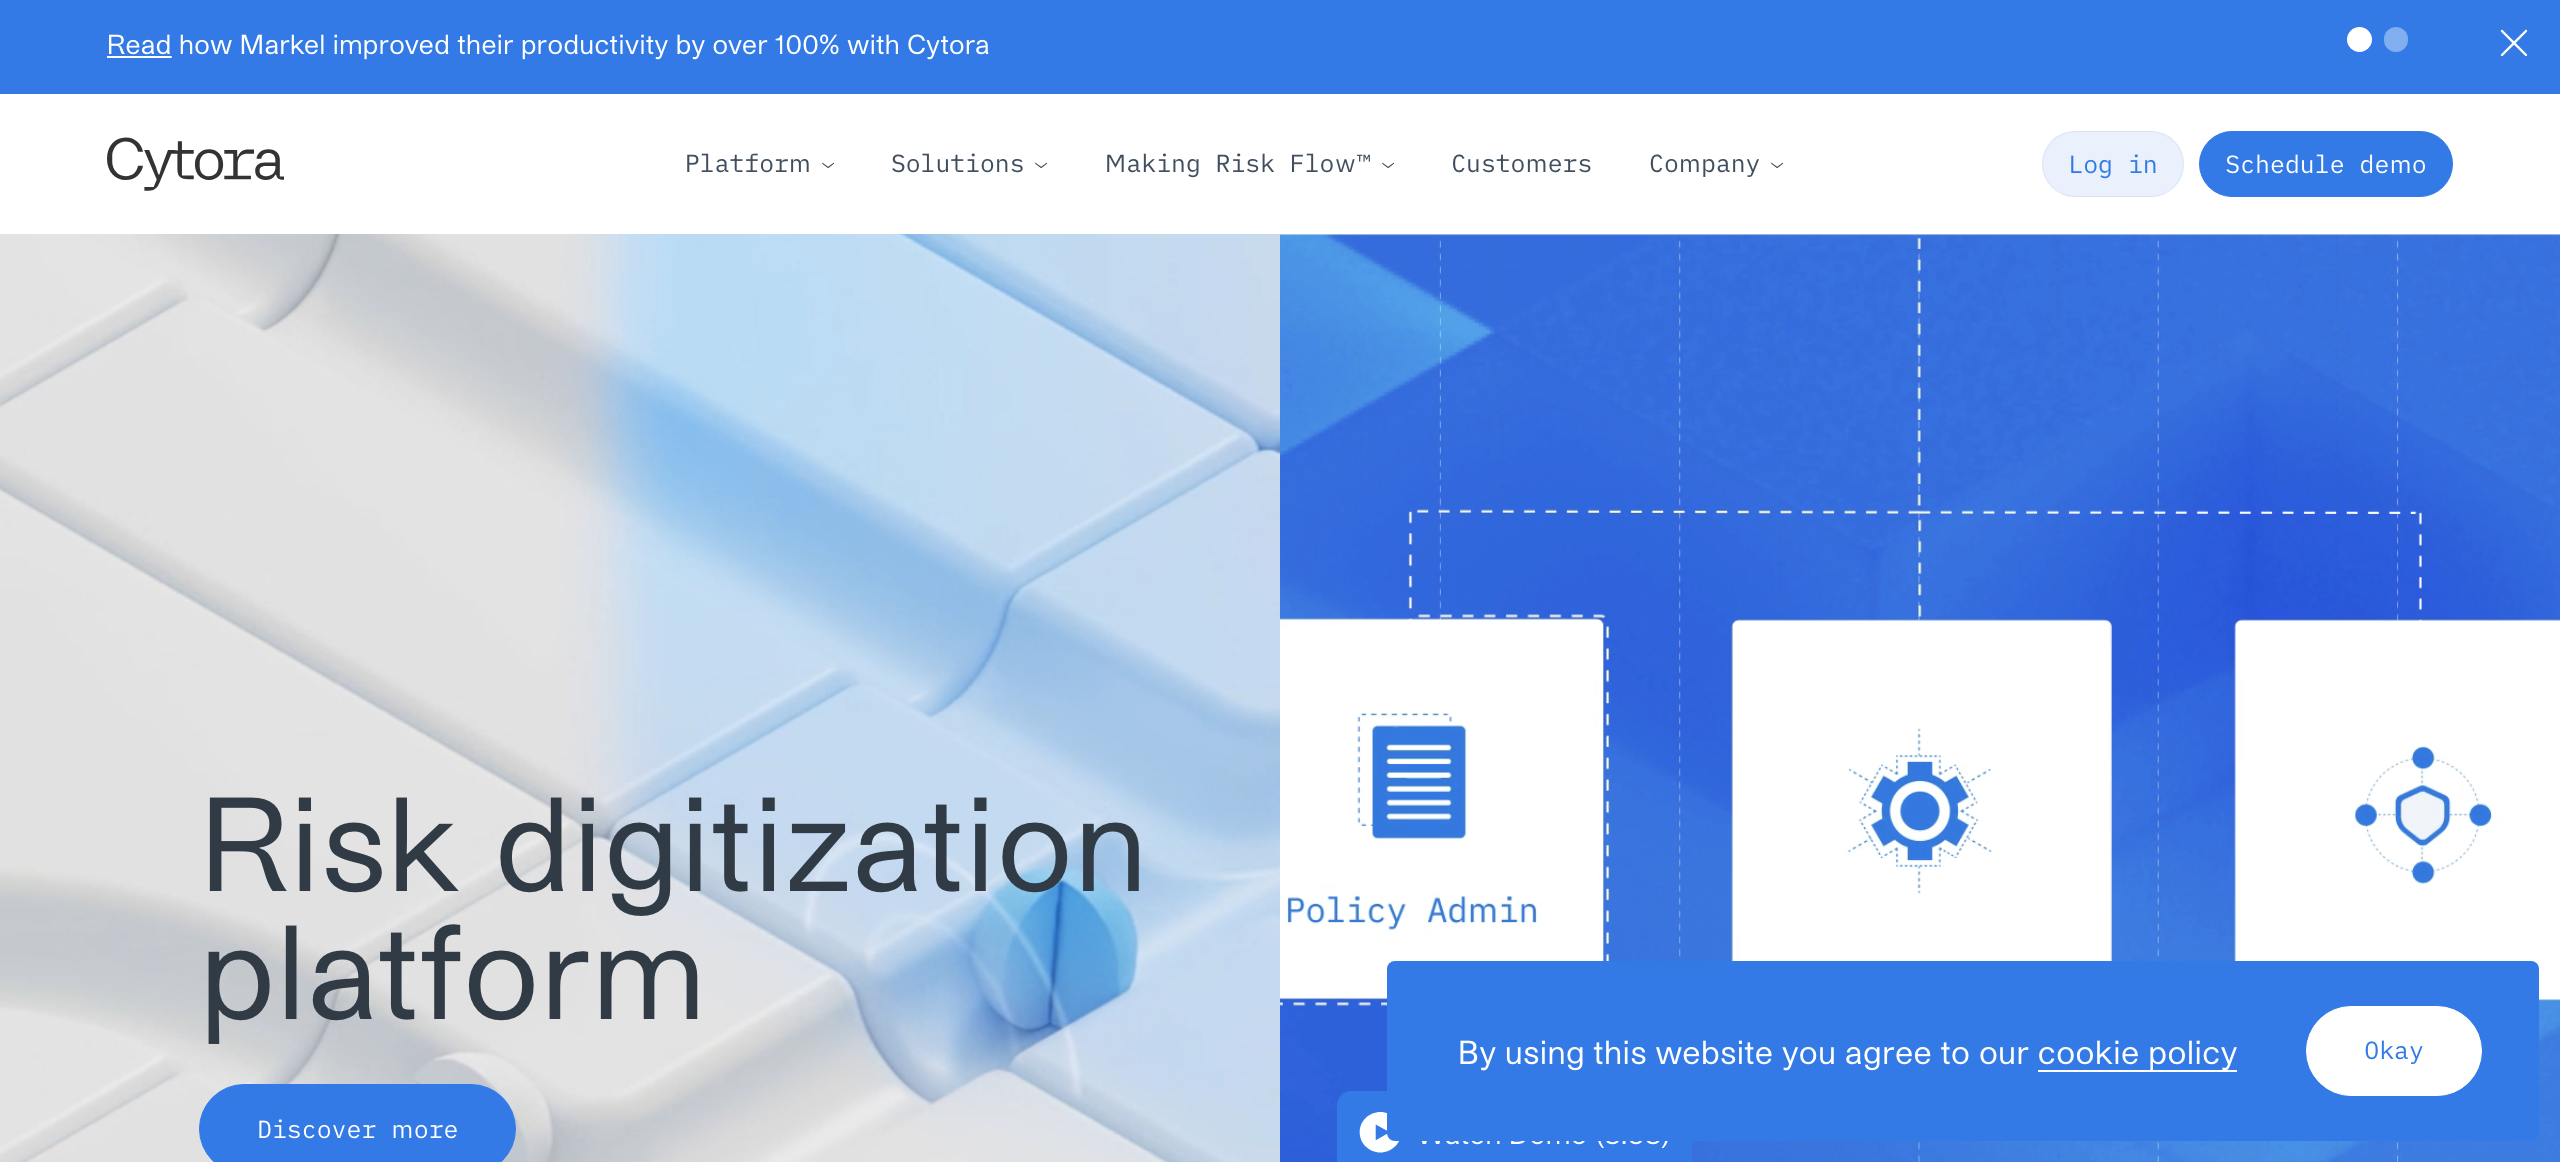 Read how Markel improved their productivity by over 100% with Cytora
Cytora
Platform
Solutions
Making Risk Flow™
Customers
Company
Log in
Schedule demo
Risk digitization
platform
Discover more
Policy Admin
By using this website you agree to our cookie policy
Okay
Watch Demo